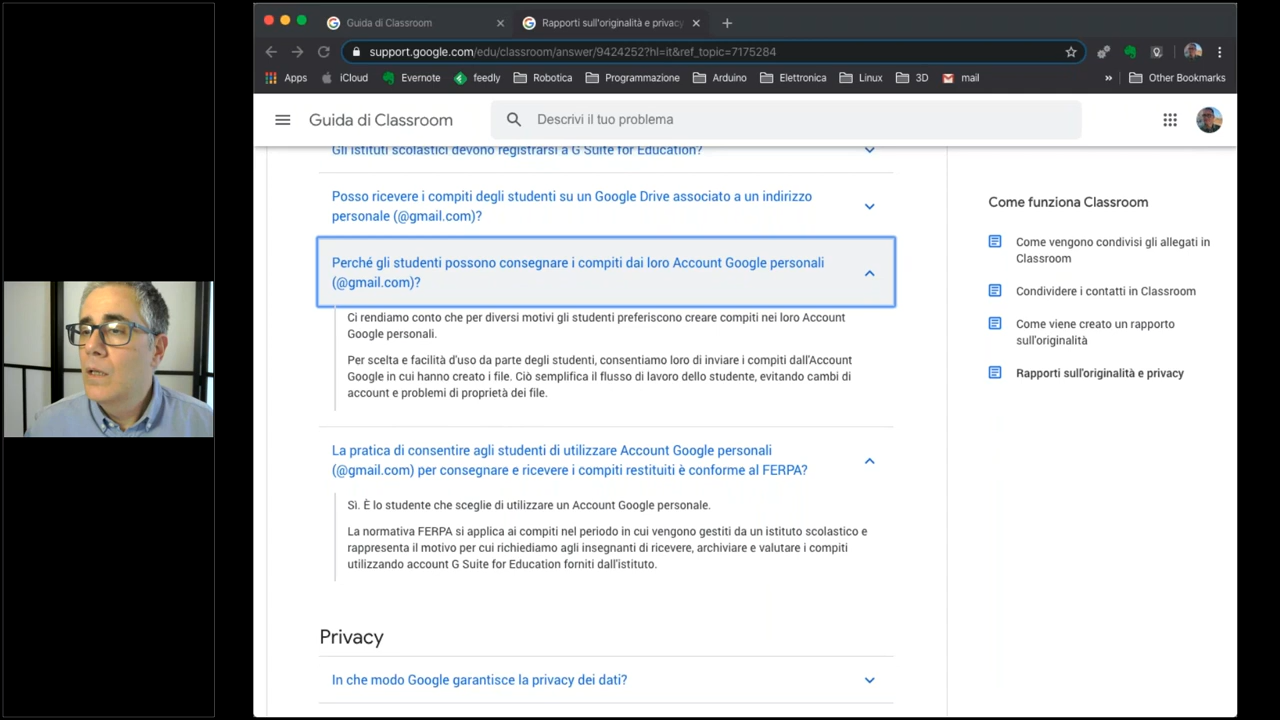 Guida di Classroom
Rapporti sull'originalità e privacy
support.google.com/edu/classroom/answer/9424252?hl=it&ref_topic=7175284
Apps iCloud Evernote feedly Robotica Programmazione Arduino Elettronica Linux 3D mail » Other Bookmarks
Guida di Classroom
Descrivi il tuo problema
Gli istituti scolastici devono registrarsi a G Suite for Education?
Posso ricevere i compiti degli studenti su un Google Drive associato a un indirizzo
personale (@gmail.com)?
Perché gli studenti possono consegnare i compiti dai loro Account Google personali
(@gmail.com)?
Ci rendiamo conto che per diversi motivi gli studenti preferiscono creare compiti nei loro Account
Google personali.
Per scelta e facilità d'uso da parte degli studenti, consentiamo loro di inviare i compiti dall'Account
Google in cui hanno creato i file. Ciò semplifica il flusso di lavoro dello studente, evitando cambi di
account e problemi di proprietà dei file.
La pratica di consentire agli studenti di utilizzare Account Google personali
(@gmail.com) per consegnare e ricevere i compiti restituiti è conforme al FERPA?
Sì. È lo studente che sceglie di utilizzare un Account Google personale.
La normativa FERPA si applica ai compiti nel periodo in cui vengono gestiti da un istituto scolastico e
rappresenta il motivo per cui richiediamo agli insegnanti di ricevere, archiviare e valutare i compiti
utilizzando account G Suite for Education forniti dall'istituto.
Privacy
In che modo Google garantisce la privacy dei dati?
Come funziona Classroom
Come vengono condivisi gli allegati in
Classroom
Condividere i contatti in Classroom
Come viene creato un rapporto
sull'originalità
Rapporti sull'originalità e privacy